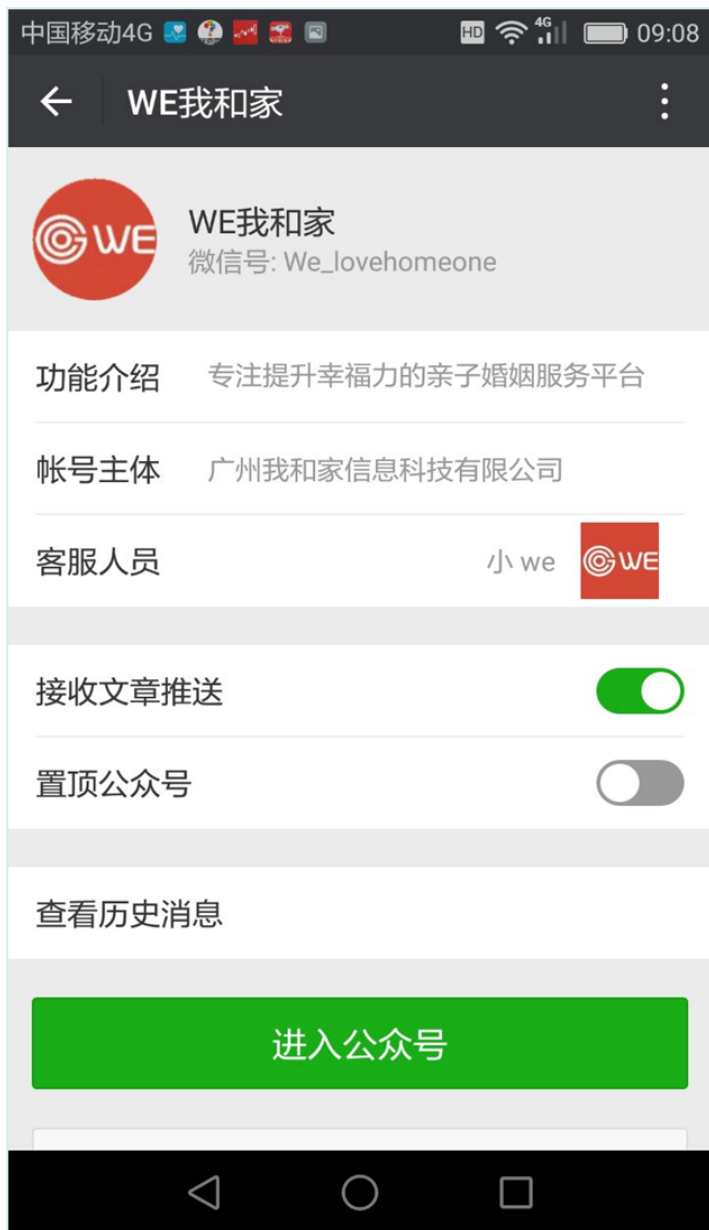 中国移动4G HD 4G 09:08
WE我和家
WE
WE我和家
微信号: We_lovehomeone
功能介绍 专注提升幸福力的亲子婚姻服务平台
帐号主体 广州我和家信息科技有限公司
客服人员 小 we WE
接收文章推送
置顶公众号
查看历史消息
进入公众号